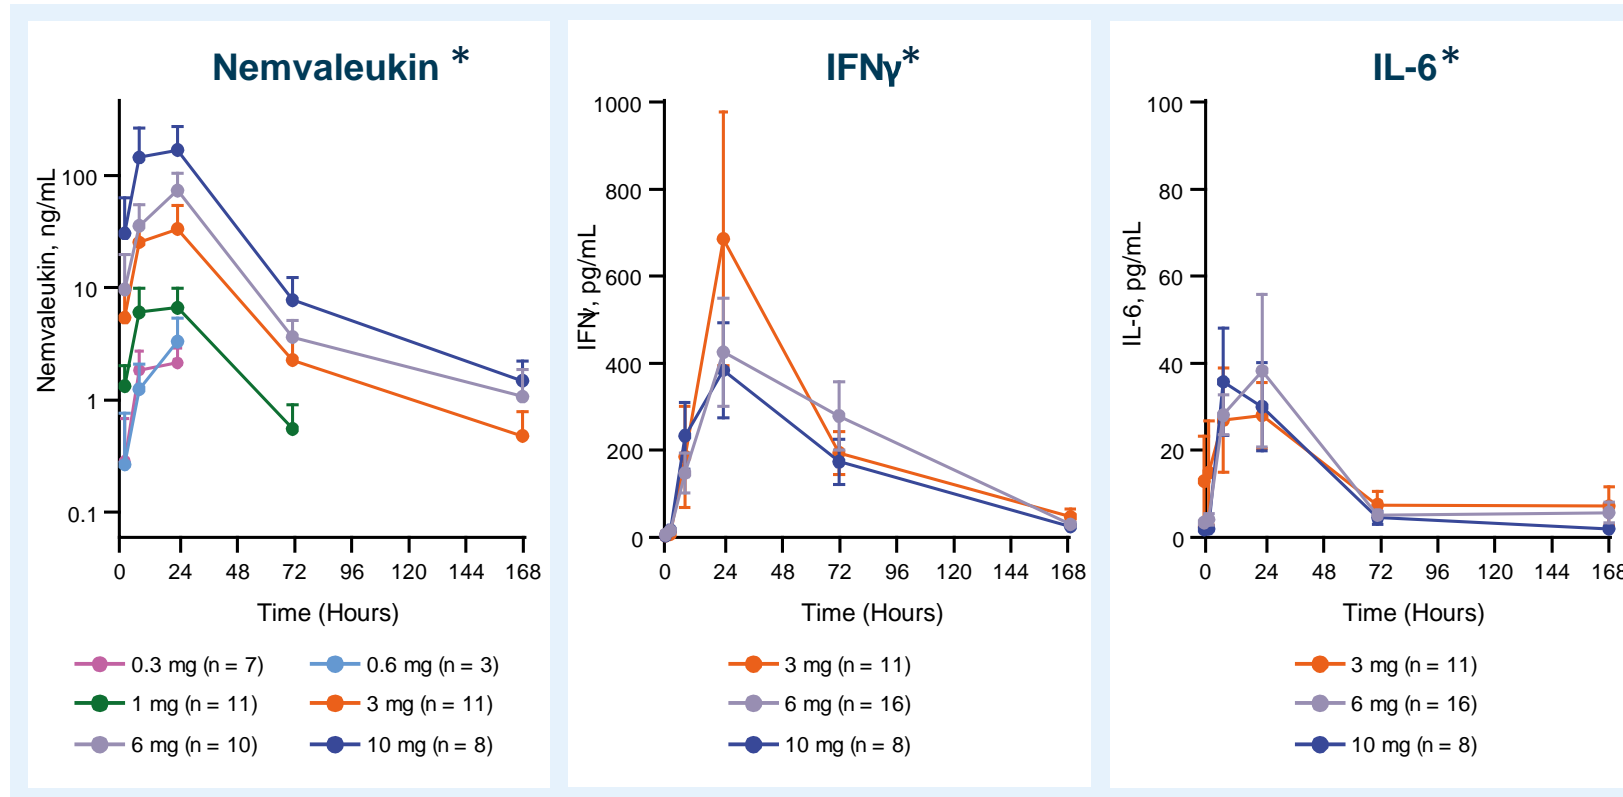 Nemvaleukin *
Nemvaleukin, ng/mL
100
10
1
0.1
0 24 48 72 96 120 144 168
Time (Hours)
0.3 mg (n = 7) 0.6 mg (n = 3)
1 mg (n = 11) 3 mg (n = 11)
6 mg (n = 10) 10 mg (n = 8)
IFNγ*
IFNγ, pg/mL
1000
800
600
400
200
0
0 24 48 72 96 120 144 168
Time (Hours)
3 mg (n = 11)
6 mg (n = 16)
10 mg (n = 8)
IL-6*
IL-6, pg/mL
100
80
60
40
20
0
0 24 48 72 96 120 144 168
Time (Hours)
3 mg (n = 11)
6 mg (n = 16)
10 mg (n = 8)